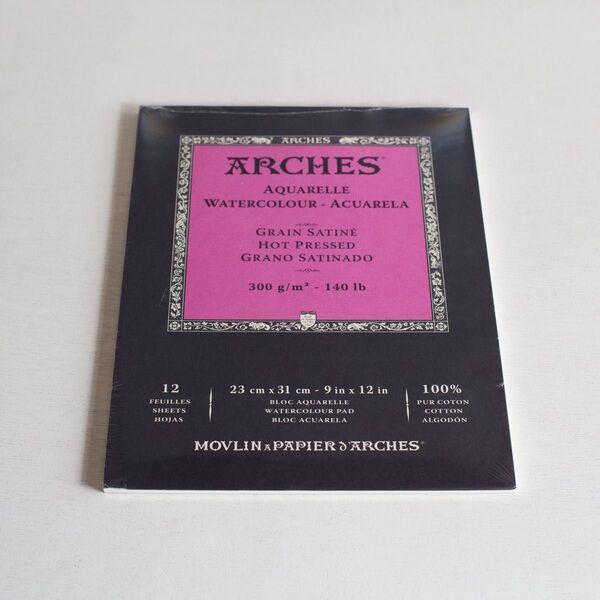 ARCHES
ARCHES®
AQUARELLE
WATERCOLOUR - ACUARELA
GRAIN SATINÉ
HOT PRESSED
GRANO SATINADO
300 g/m² - 140 lb
12
FEUILLES
SHEETS
HOJAS
23 cm x 31 cm - 9 in x 12 in
BLOC AQUARELLE
WATERCOLOUR PAD
BLOC ACUARELA
100%
PUR COTON
COTTON
ALGODÓN
MOVLIN A PAPIER D'ARCHES®